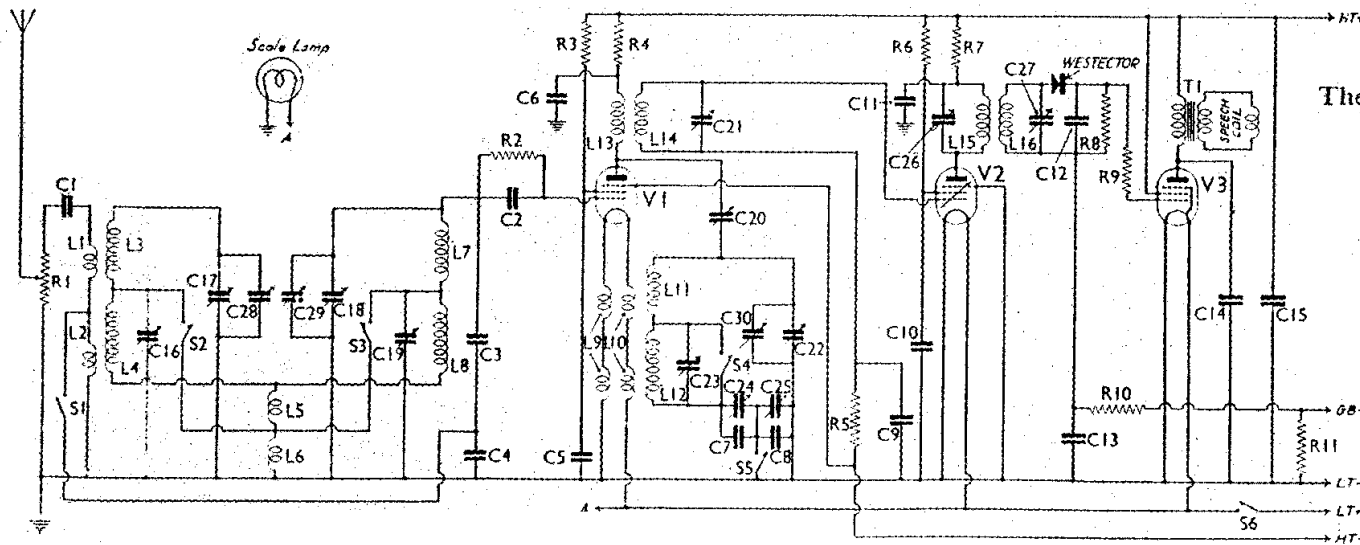 Scale Lamp
A
The
R3
R4
R6
R7
C27
WESTECTOR
T1
SPEECH COIL
HT+
C6
C11
L13
L14
C21
C26
L15
L16
C12
R8
R9
R2
C2
V1
V2
V3
C1
L1
L3
R1
L2
L4
C16
S2
C17
C28
C29
C18
S3
C19
L7
L8
C3
C20
L11
C30
C22
L9
L10
S4
C23
C24
C25
L12
C10
C14
C15
S1
L5
L6
C4
C5
C7
C8
S5
R5
C9
R10
C13
GB-
R11
LT-
A
LT+
S6
HT-